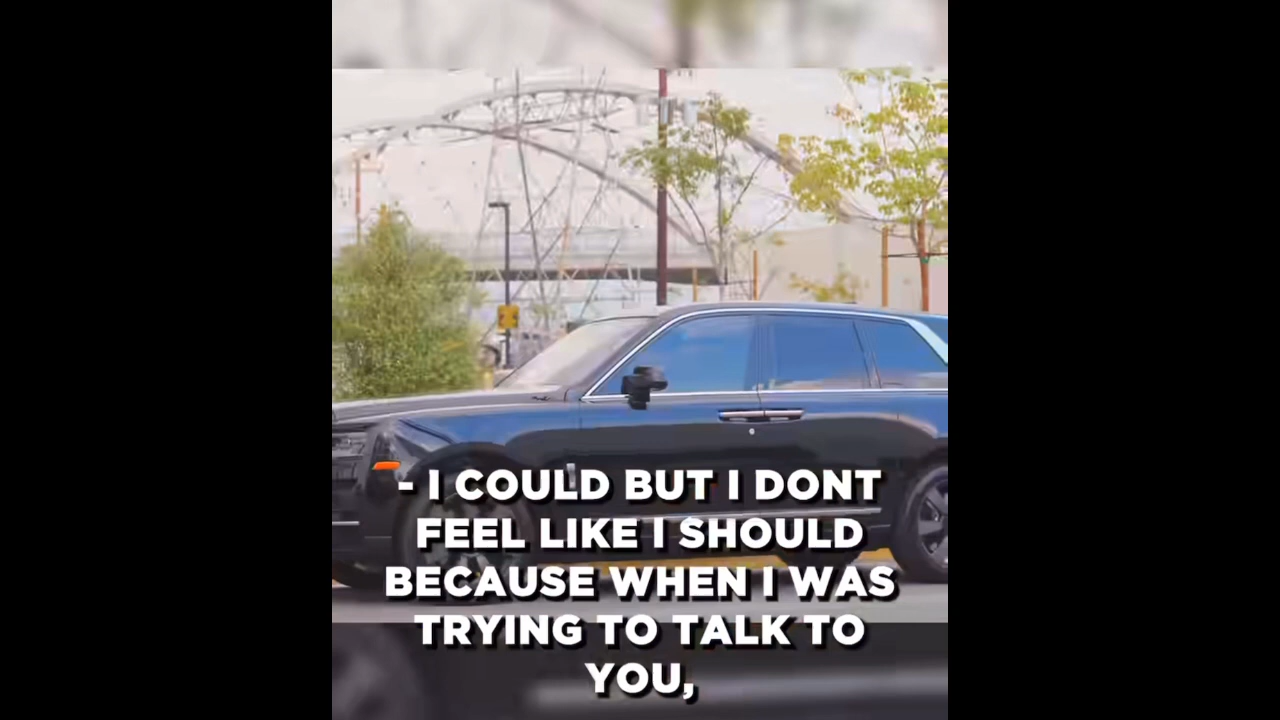 - I COULD BUT I DONT
FEEL LIKE I SHOULD
BECAUSE WHEN I WAS
TRYING TO TALK TO
YOU,